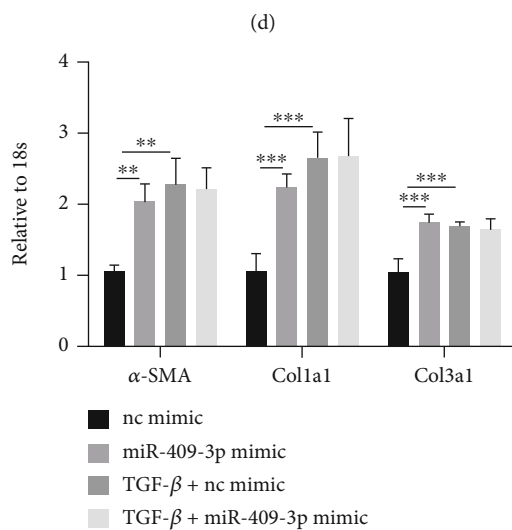 (d)
4
3
2
1
0
Relative to 18s
**
**
***
***
***
***
α-SMA
Col1a1
Col3a1
nc mimic
miR-409-3p mimic
TGF-β + nc mimic
TGF-β + miR-409-3p mimic